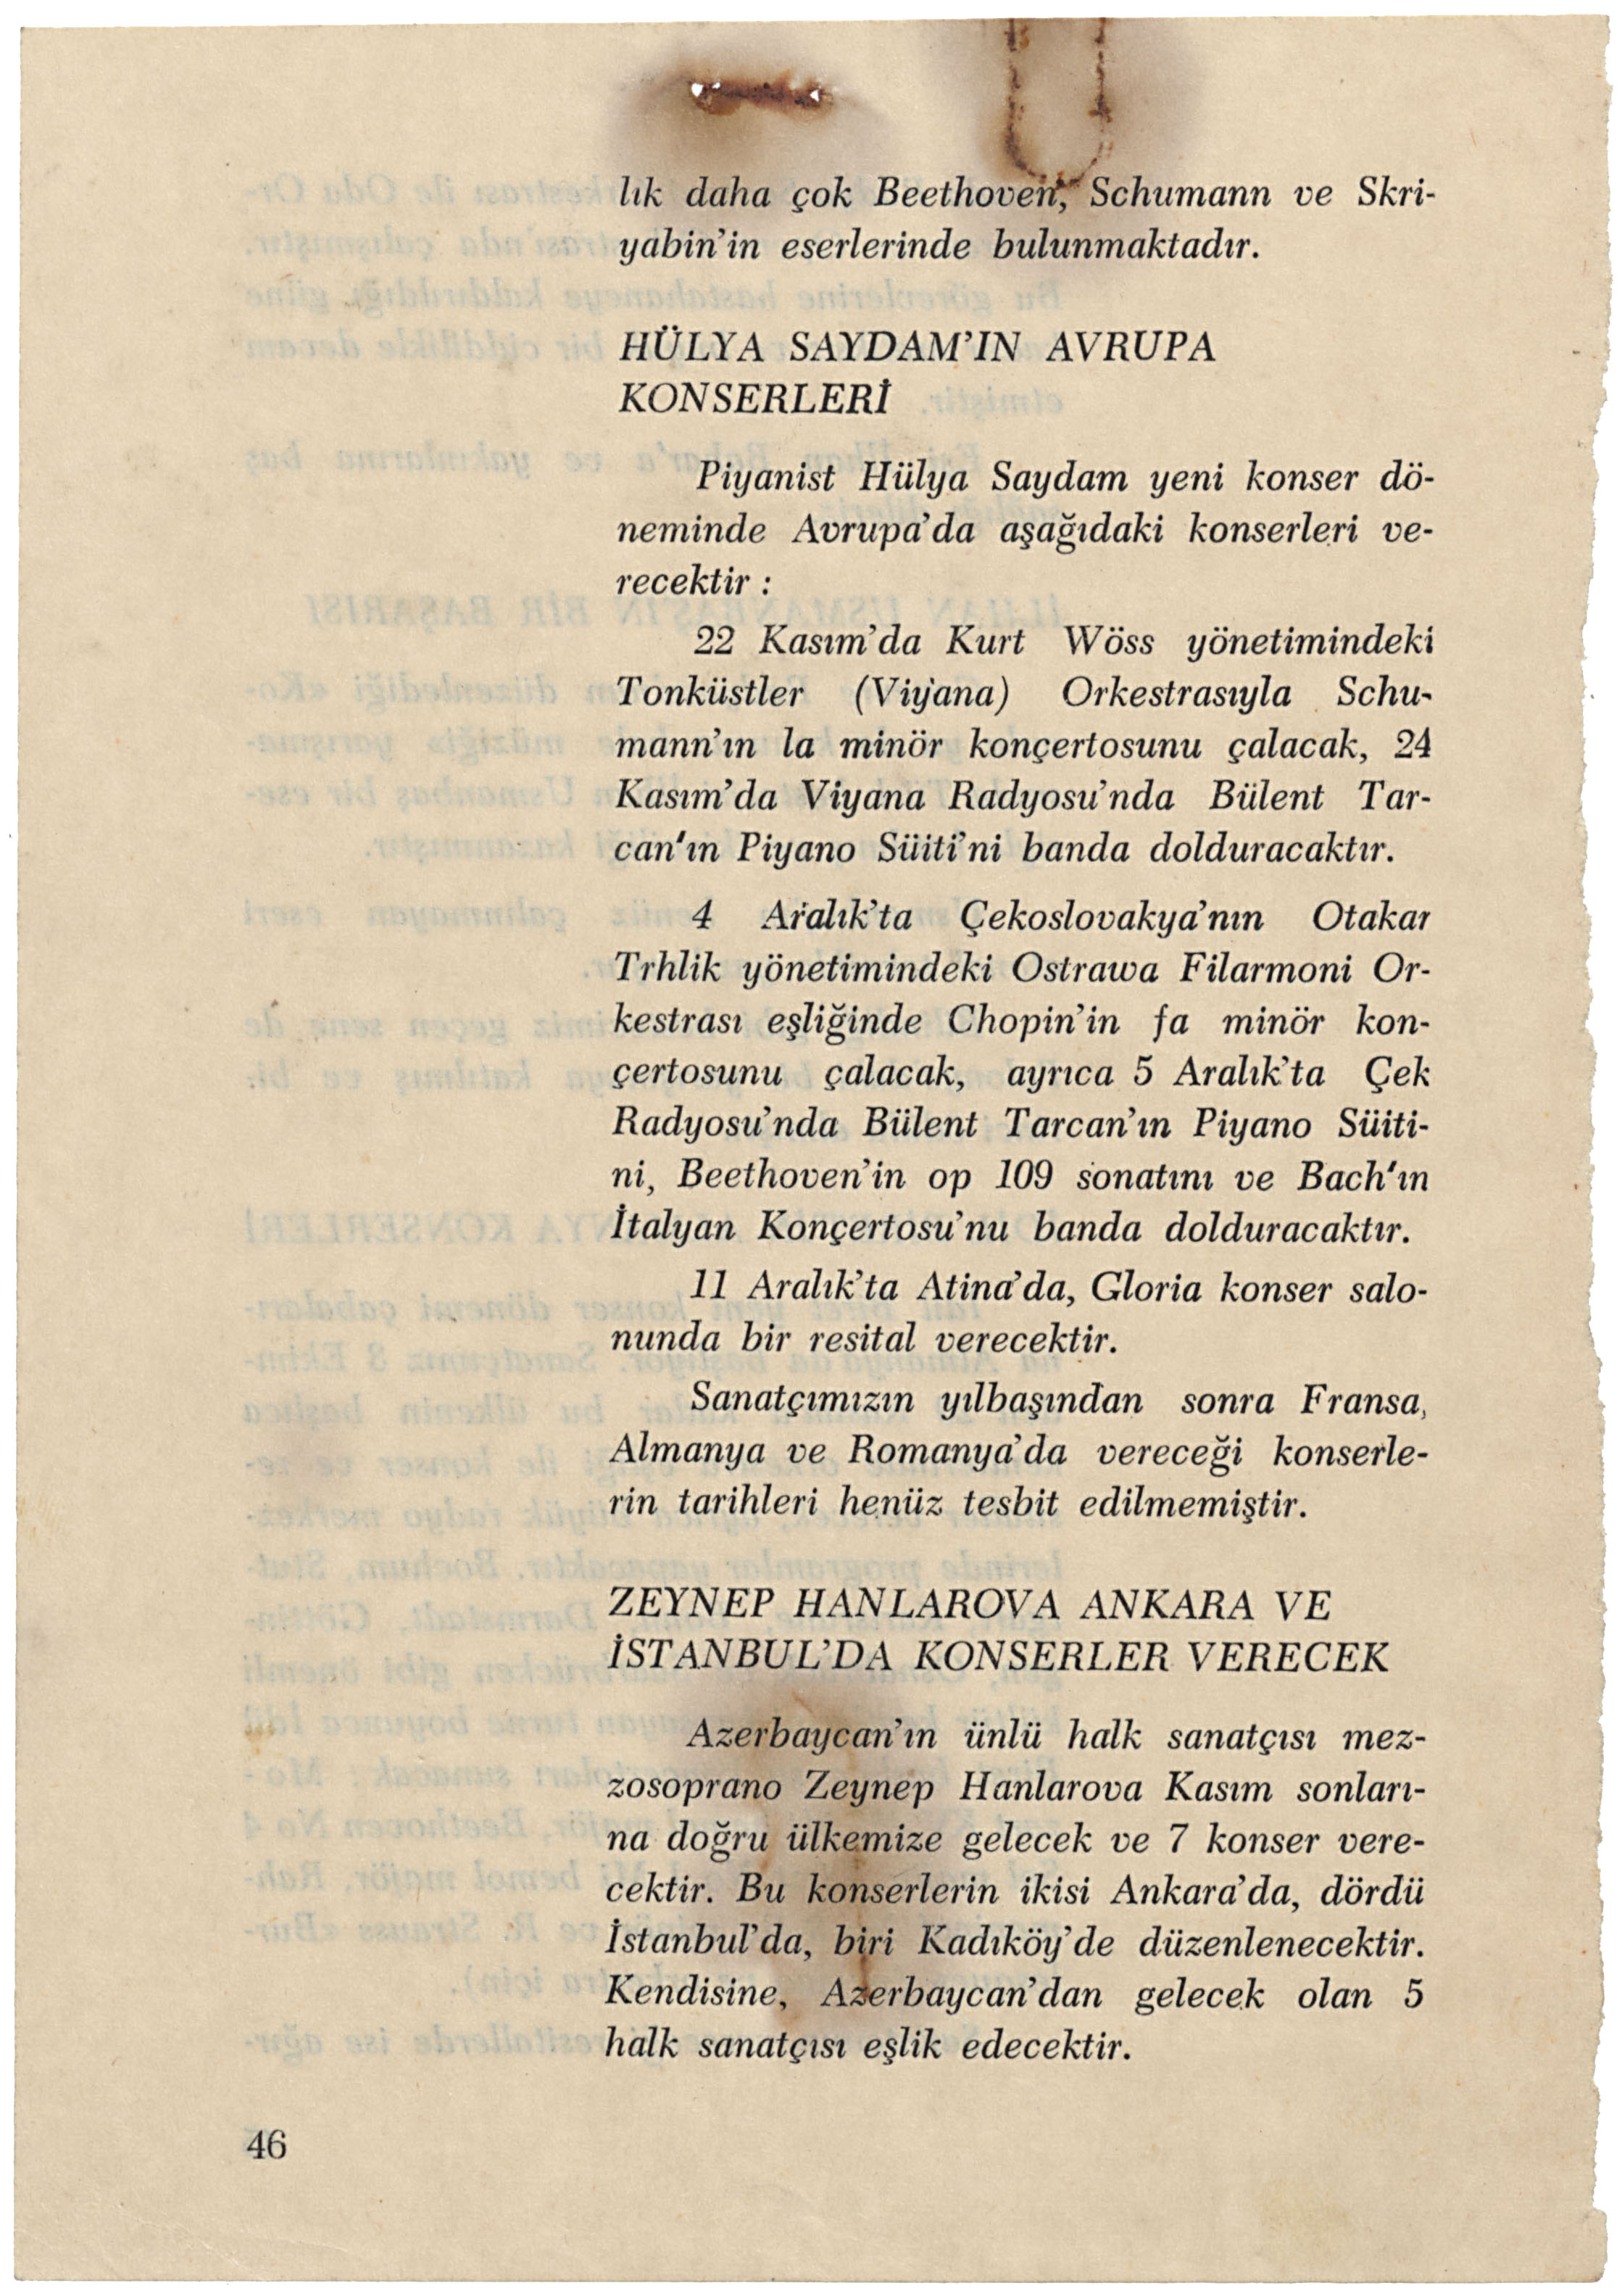 lık daha çok Beethoven, Schumann ve Skri-
yabin'in eserlerinde bulunmaktadır.
HÜLYA SAYDAM'IN AVRUPA
KONSERLERİ
Piyanist Hülya Saydam yeni konser dö-
neminde Avrupa'da aşağıdaki konserleri ve-
recektir :
22 Kasım'da Kurt Wöss yönetimindeki
Tonküstler (Viyana) Orkestrasıyla Schu-
mann'ın la minör konçertosunu çalacak, 24
Kasım'da Viyana Radyosu'nda Bülent Tar-
can'ın Piyano Süiti'ni banda dolduracaktır.
4 Aralık'ta Çekoslovakya'nın Otakar
Trhlik yönetimindeki Ostrawa Filarmoni Or-
kestrası eşliğinde Chopin'in fa minör kon-
çertosunu çalacak, ayrıca 5 Aralık'ta Çek
Radyosu'nda Bülent Tarcan'ın Piyano Süiti-
ni, Beethoven'in op 109 sonatını ve Bach'ın
İtalyan Konçertosu'nu banda dolduracaktır.
11 Aralık'ta Atina'da, Gloria konser salo-
nunda bir resital verecektir.
Sanatçımızın yılbaşından sonra Fransa,
Almanya ve Romanya'da vereceği konserle-
rin tarihleri henüz tesbit edilmemiştir.
ZEYNEP HANLAROVA ANKARA VE
İSTANBUL'DA KONSERLER VERECEK
Azerbaycan'ın ünlü halk sanatçısı mez-
zosoprano Zeynep Hanlarova Kasım sonları-
na doğru ülkemize gelecek ve 7 konser vere-
cektir. Bu konserlerin ikisi Ankara'da, dördü
İstanbul'da, biri Kadıköy'de düzenlenecektir.
Kendisine, Azerbaycan'dan gelecek olan 5
halk sanatçısı eşlik edecektir.
46